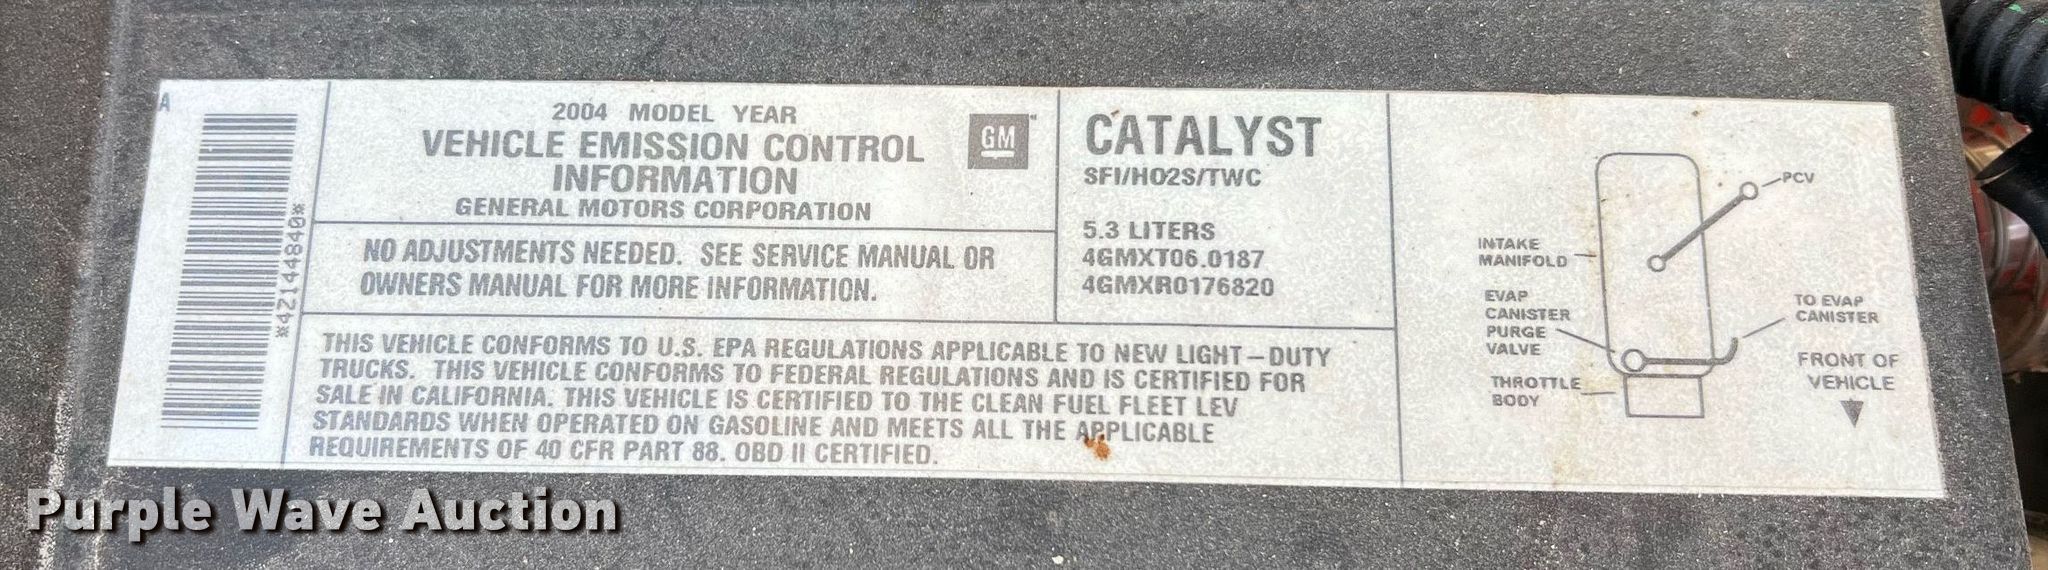 A
*4Z144840*
2004 MODEL YEAR
VEHICLE EMISSION CONTROL
INFORMATION
GENERAL MOTORS CORPORATION
GM
NO ADJUSTMENTS NEEDED. SEE SERVICE MANUAL OR
OWNERS MANUAL FOR MORE INFORMATION.
CATALYST
SFI/HO2S/TWC
5.3 LITERS
4GMXT06.0187
4GMXR0176820
THIS VEHICLE CONFORMS TO U.S. EPA REGULATIONS APPLICABLE TO NEW LIGHT-DUTY
TRUCKS. THIS VEHICLE CONFORMS TO FEDERAL REGULATIONS AND IS CERTIFIED FOR
SALE IN CALIFORNIA. THIS VEHICLE IS CERTIFIED TO THE CLEAN FUEL FLEET LEV
STANDARDS WHEN OPERATED ON GASOLINE AND MEETS ALL THE APPLICABLE
REQUIREMENTS OF 40 CFR PART 88. OBD II CERTIFIED.
PCV
INTAKE
MANIFOLD
EVAP
CANISTER
PURGE
VALVE
THROTTLE
BODY
TO EVAP
CANISTER
FRONT OF
VEHICLE
Purple Wave Auction